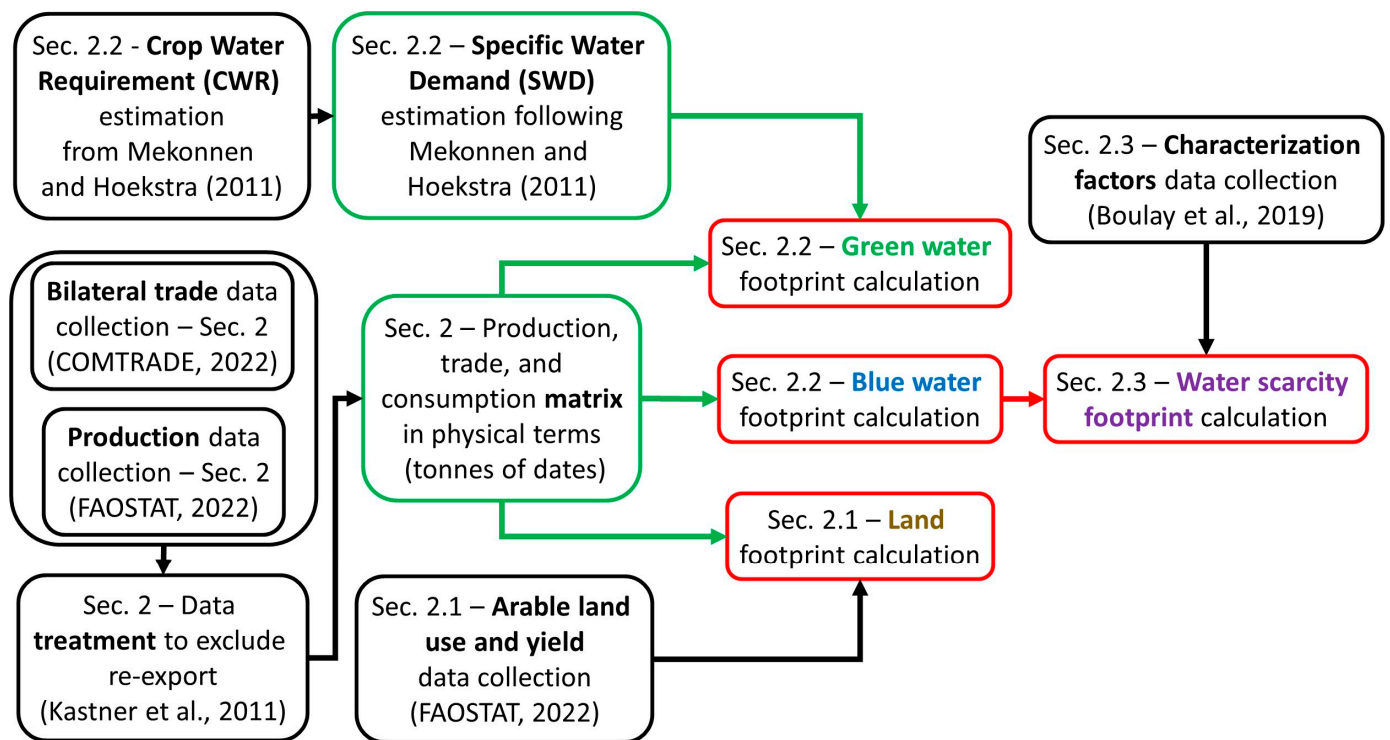 Sec. 2.2 - Crop Water
Requirement (CWR)
estimation
from Mekonnen
and Hoekstra (2011)
Sec. 2.2 – Specific Water
Demand (SWD)
estimation following
Mekonnen and
Hoekstra (2011)
Sec. 2.3 – Characterization
factors data collection
(Boulay et al., 2019)
Sec. 2.2 – Green water
footprint calculation
Bilateral trade data
collection – Sec. 2
(COMTRADE, 2022)
Production data
collection – Sec. 2
(FAOSTAT, 2022)
Sec. 2 – Production,
trade, and
consumption matrix
in physical terms
(tonnes of dates)
Sec. 2.2 – Blue water
footprint calculation
Sec. 2.3 – Water scarcity
footprint calculation
Sec. 2.1 – Land
footprint calculation
Sec. 2 – Data
treatment to exclude
re-export
(Kastner et al., 2011)
Sec. 2.1 – Arable land
use and yield
data collection
(FAOSTAT, 2022)